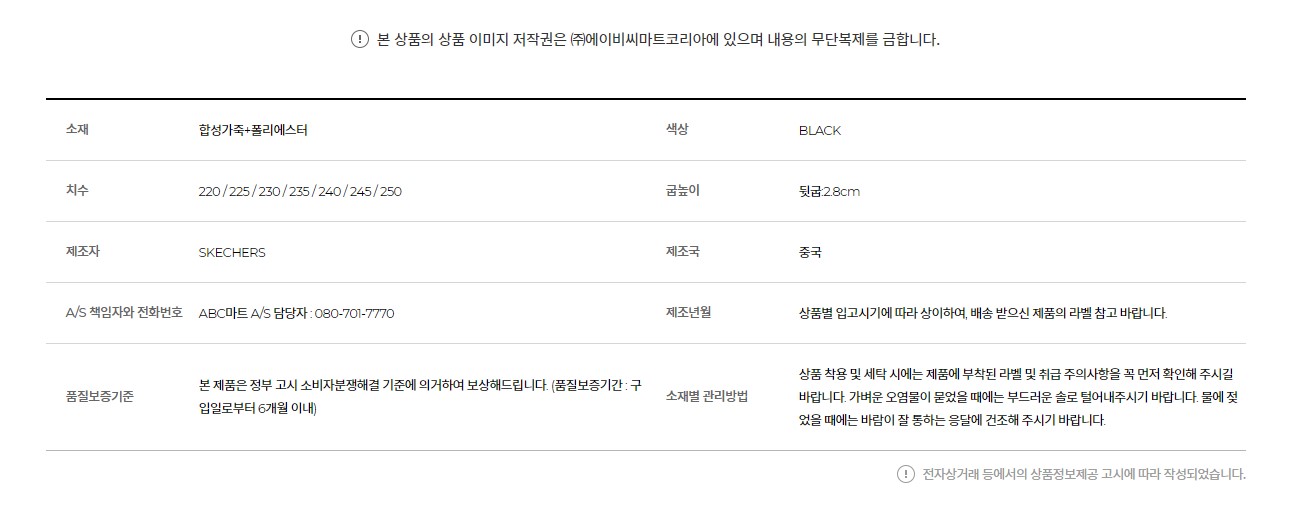 본 상품의 상품 이미지 저작권은 ㈜에이비씨마트코리아에 있으며 내용의 무단복제를 금합니다.
소재 합성가죽+폴리에스터 색상 BLACK
치수 220 / 225 / 230 / 235 / 240 / 245 / 250 굽높이 뒷굽:2.8cm
제조자 SKECHERS 제조국 중국
A/S 책임자와 전화번호 ABC마트 A/S 담당자 : 080-701-7770 제조년월 상품별 입고시기에 따라 상이하여, 배송 받으신 제품의 라벨 참고 바랍니다.
품질보증기준
본 제품은 정부 고시 소비자분쟁해결 기준에 의거하여 보상해드립니다. (품질보증기간 : 구
입일로부터 6개월 이내)
소재별 관리방법
상품 착용 및 세탁 시에는 제품에 부착된 라벨 및 취급 주의사항을 꼭 먼저 확인해 주시길
바랍니다. 가벼운 오염물이 묻었을 때에는 부드러운 솔로 털어내주시기 바랍니다. 물에 젖
었을 때에는 바람이 잘 통하는 응달에 건조해 주시기 바랍니다.
전자상거래 등에서의 상품정보제공 고시에 따라 작성되었습니다.